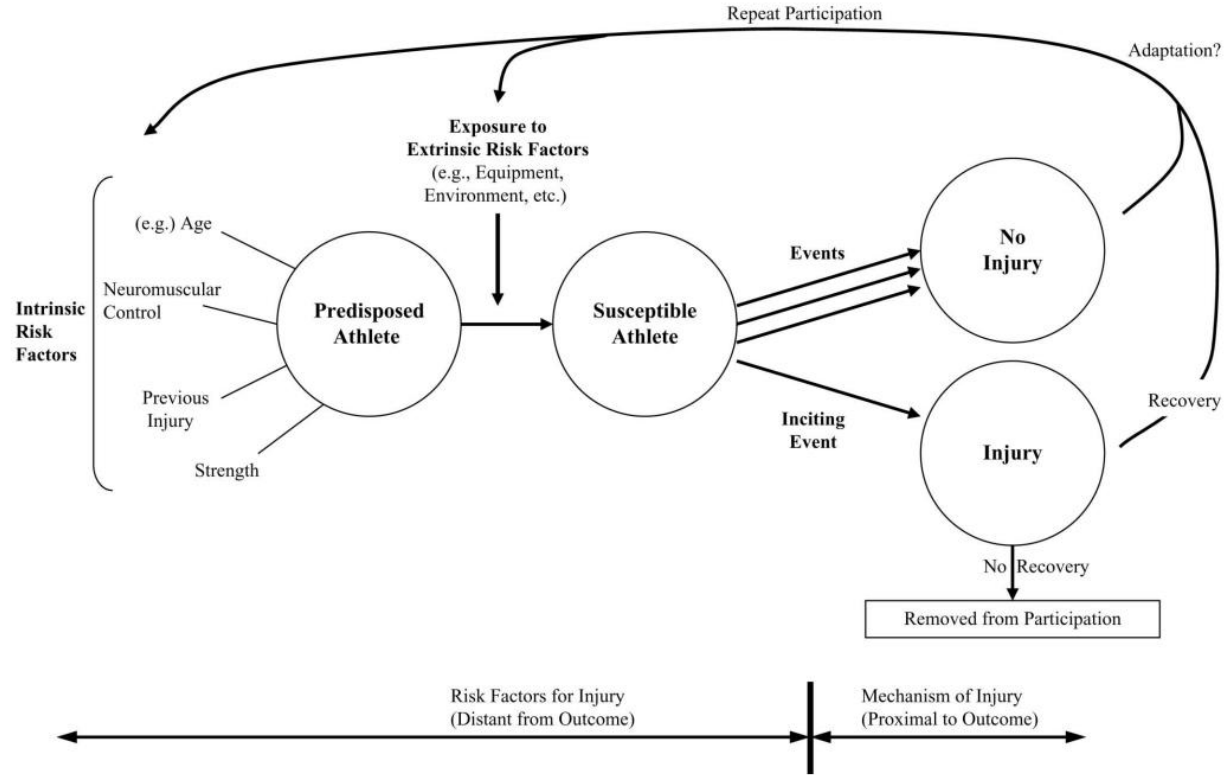 Repeat Participation
Adaptation?
Exposure to
Extrinsic Risk Factors
(e.g., Equipment,
Environment, etc.)
(e.g.) Age
Neuromuscular
Control
Intrinsic
Risk
Factors
Previous
Injury
Strength
Predisposed
Athlete
Susceptible
Athlete
Events
No
Injury
Inciting
Event
Injury
Recovery
No Recovery
Removed from Participation
Risk Factors for Injury
(Distant from Outcome)
Mechanism of Injury
(Proximal to Outcome)